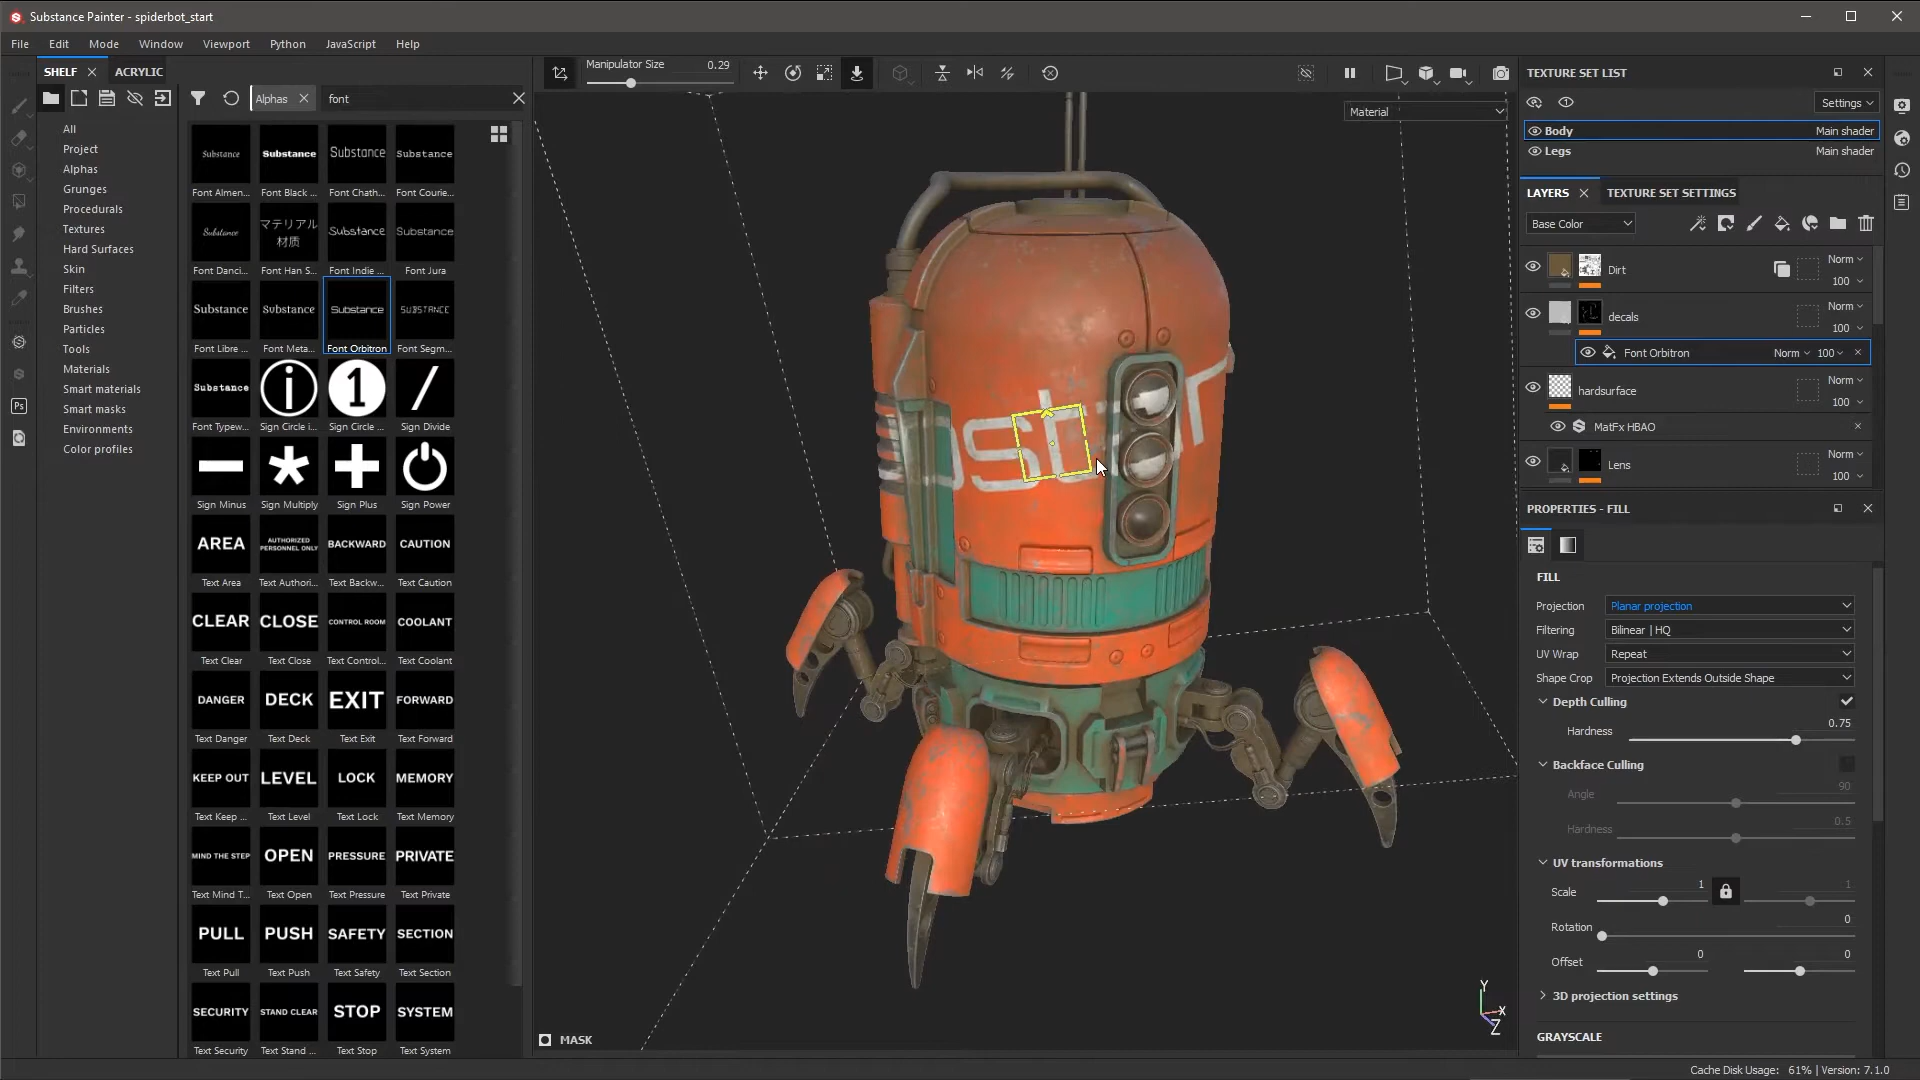 Substance Painter - spiderbot_start
File Edit Mode Window Viewport Python JavaScript Help
SHELF ACRYLIC
Manipulator Size 0.29
Alphas font
Material
All
Project
Alphas
Grunges
Procedurals
Textures
Hard Surfaces
Skin
Filters
Brushes
Particles
Tools
Materials
Smart materials
Smart masks
Environments
Color profiles
Substance Substance Substance Substance
Font Almen... Font Black ... Font Chath... Font Courie...
Substance マテリアル 材质 Substance Substance
Font Danci... Font Han S... Font Indie ... Font Jura
Substance Substance Substance SUBSTANCE
Font Libre ... Font Meta... Font Orbitron Font Segm...
Substance i 1 /
Font Typew... Sign Circle i... Sign Circle ... Sign Divide
Sign Minus Sign Multiply Sign Plus Sign Power
AREA AUTHORIZED PERSONNEL ONLY BACKWARD CAUTION
Text Area Text Authori... Text Backw... Text Caution
CLEAR CLOSE CONTROL ROOM COOLANT
Text Clear Text Close Text Control... Text Coolant
DANGER DECK EXIT FORWARD
Text Danger Text Deck Text Exit Text Forward
KEEP OUT LEVEL LOCK MEMORY
Text Keep ... Text Level Text Lock Text Memory
MIND THE STEP OPEN PRESSURE PRIVATE
Text Mind T... Text Open Text Pressure Text Private
PULL PUSH SAFETY SECTION
Text Pull Text Push Text Safety Text Section
SECURITY STAND CLEAR STOP SYSTEM
Text Security Text Stand ... Text Stop Text System
Ps
MASK
Y
X
Z
TEXTURE SET LIST
Settings
Body Main shader
Legs Main shader
LAYERS TEXTURE SET SETTINGS
Base Color
Dirt Norm 100
decals Norm 100
Font Orbitron Norm 100
hardsurface Norm 100
MatFx HBAO
Lens Norm 100
PROPERTIES - FILL
FILL
Projection Planar projection
Filtering Bilinear | HQ
UV Wrap Repeat
Shape Crop Projection Extends Outside Shape
Depth Culling
Hardness 0.75
Backface Culling
Angle 90
Hardness 0.5
UV transformations
Scale 1 1
Rotation 0
Offset 0 0
3D projection settings
GRAYSCALE
Cache Disk Usage: 61% | Version: 7.1.0